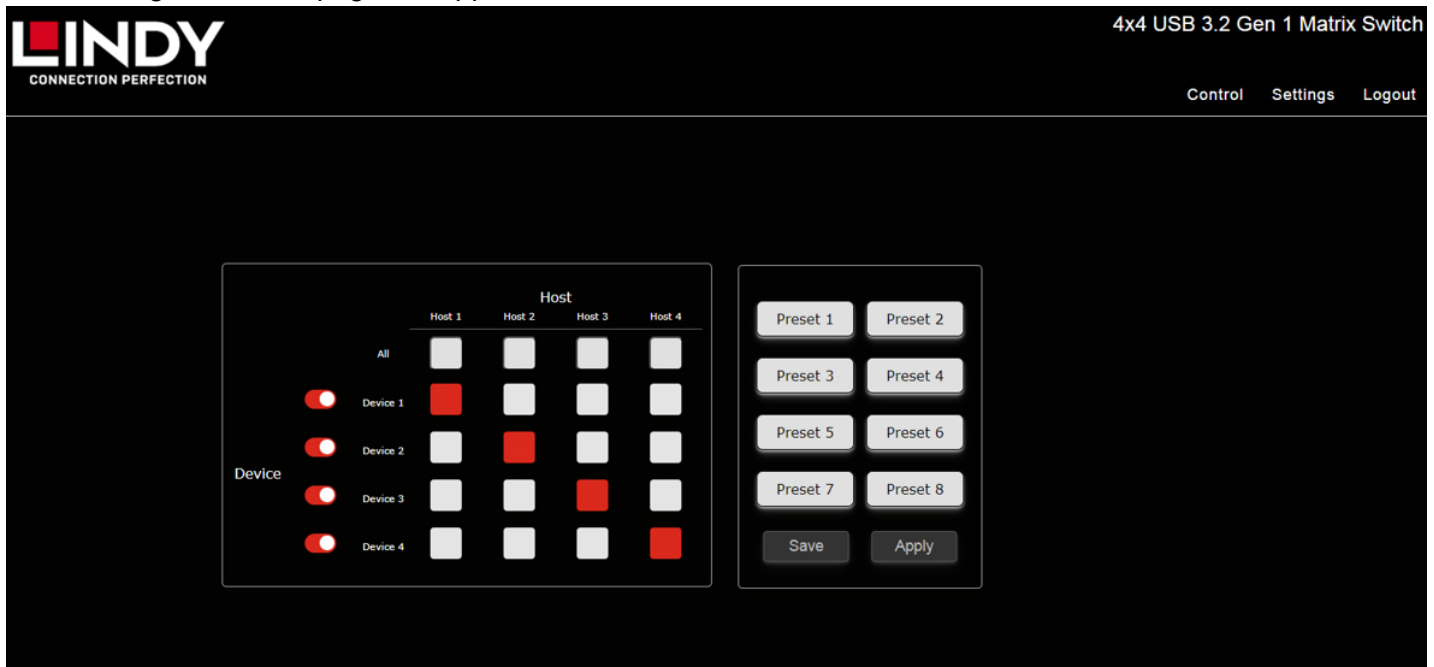 LINDY
CONNECTION PERFECTION
4x4 USB 3.2 Gen 1 Matrix Switch
Control Settings Logout
Host
Host 1 Host 2 Host 3 Host 4
All
Device 1
Device 2
Device
Device 3
Device 4
Preset 1 Preset 2
Preset 3 Preset 4
Preset 5 Preset 6
Preset 7 Preset 8
Save Apply